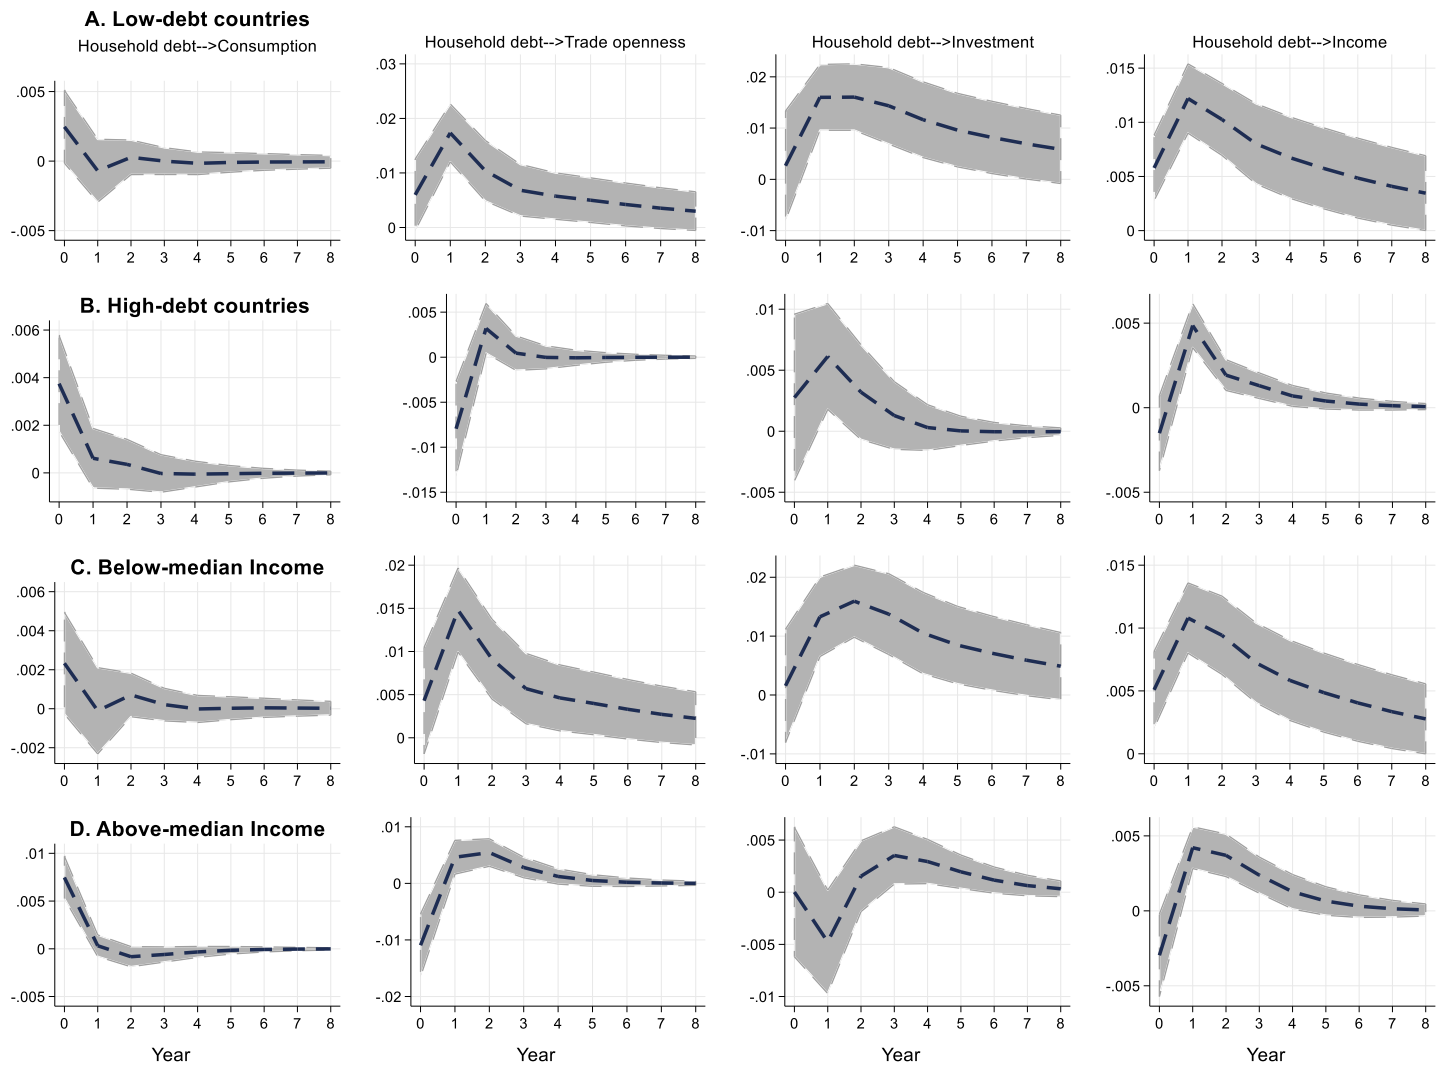 A. Low-debt countries
Household debt-->Consumption
Household debt-->Trade openness
Household debt-->Investment
Household debt-->Income
.005
0
-.005
0 1 2 3 4 5 6 7 8
.03
.02
.01
0
0 1 2 3 4 5 6 7 8
.02
.01
0
-.01
0 1 2 3 4 5 6 7 8
.015
.01
.005
0
0 1 2 3 4 5 6 7 8
B. High-debt countries
.006
.004
.002
0
0 1 2 3 4 5 6 7 8
.005
0
-.005
-.01
-.015
0 1 2 3 4 5 6 7 8
.01
.005
0
-.005
0 1 2 3 4 5 6 7 8
.005
0
-.005
0 1 2 3 4 5 6 7 8
C. Below-median Income
.006
.004
.002
0
-.002
0 1 2 3 4 5 6 7 8
.02
.015
.01
.005
0
0 1 2 3 4 5 6 7 8
.02
.01
0
-.01
0 1 2 3 4 5 6 7 8
.015
.01
.005
0
0 1 2 3 4 5 6 7 8
D. Above-median Income
.01
.005
0
-.005
0 1 2 3 4 5 6 7 8
Year
.01
0
-.01
-.02
0 1 2 3 4 5 6 7 8
Year
.005
0
-.005
-.01
0 1 2 3 4 5 6 7 8
Year
.005
0
-.005
0 1 2 3 4 5 6 7 8
Year